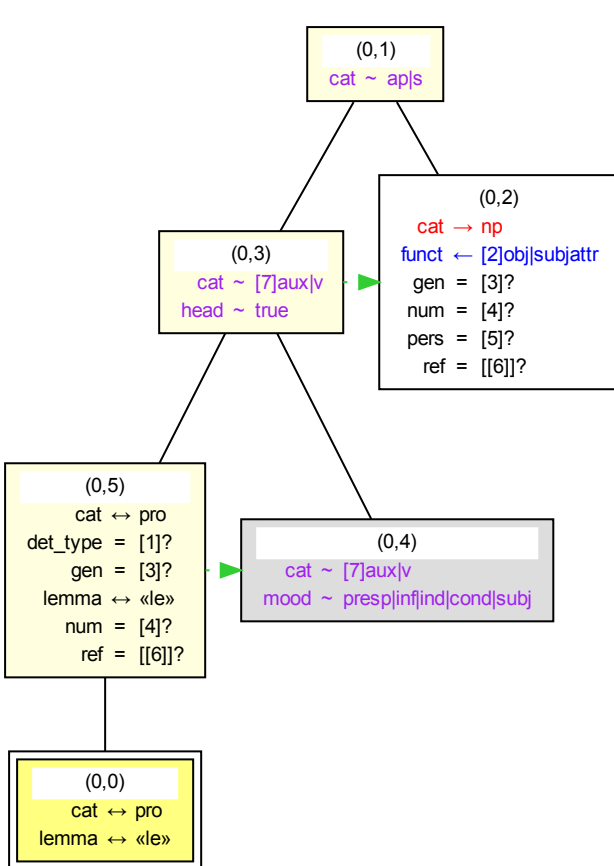 (0,1)
cat ~ ap|s
(0,2)
cat → np
funct ← [2]obj|subjattr
gen = [3]?
num = [4]?
pers = [5]?
ref = [[6]]?
(0,3)
cat ~ [7]aux|v
head ~ true
(0,5)
cat ↔ pro
det_type = [1]?
gen = [3]?
lemma ↔ «le»
num = [4]?
ref = [[6]]?
(0,4)
cat ~ [7]aux|v
mood ~ presp|inf|ind|cond|subj
(0,0)
cat ↔ pro
lemma ↔ «le»